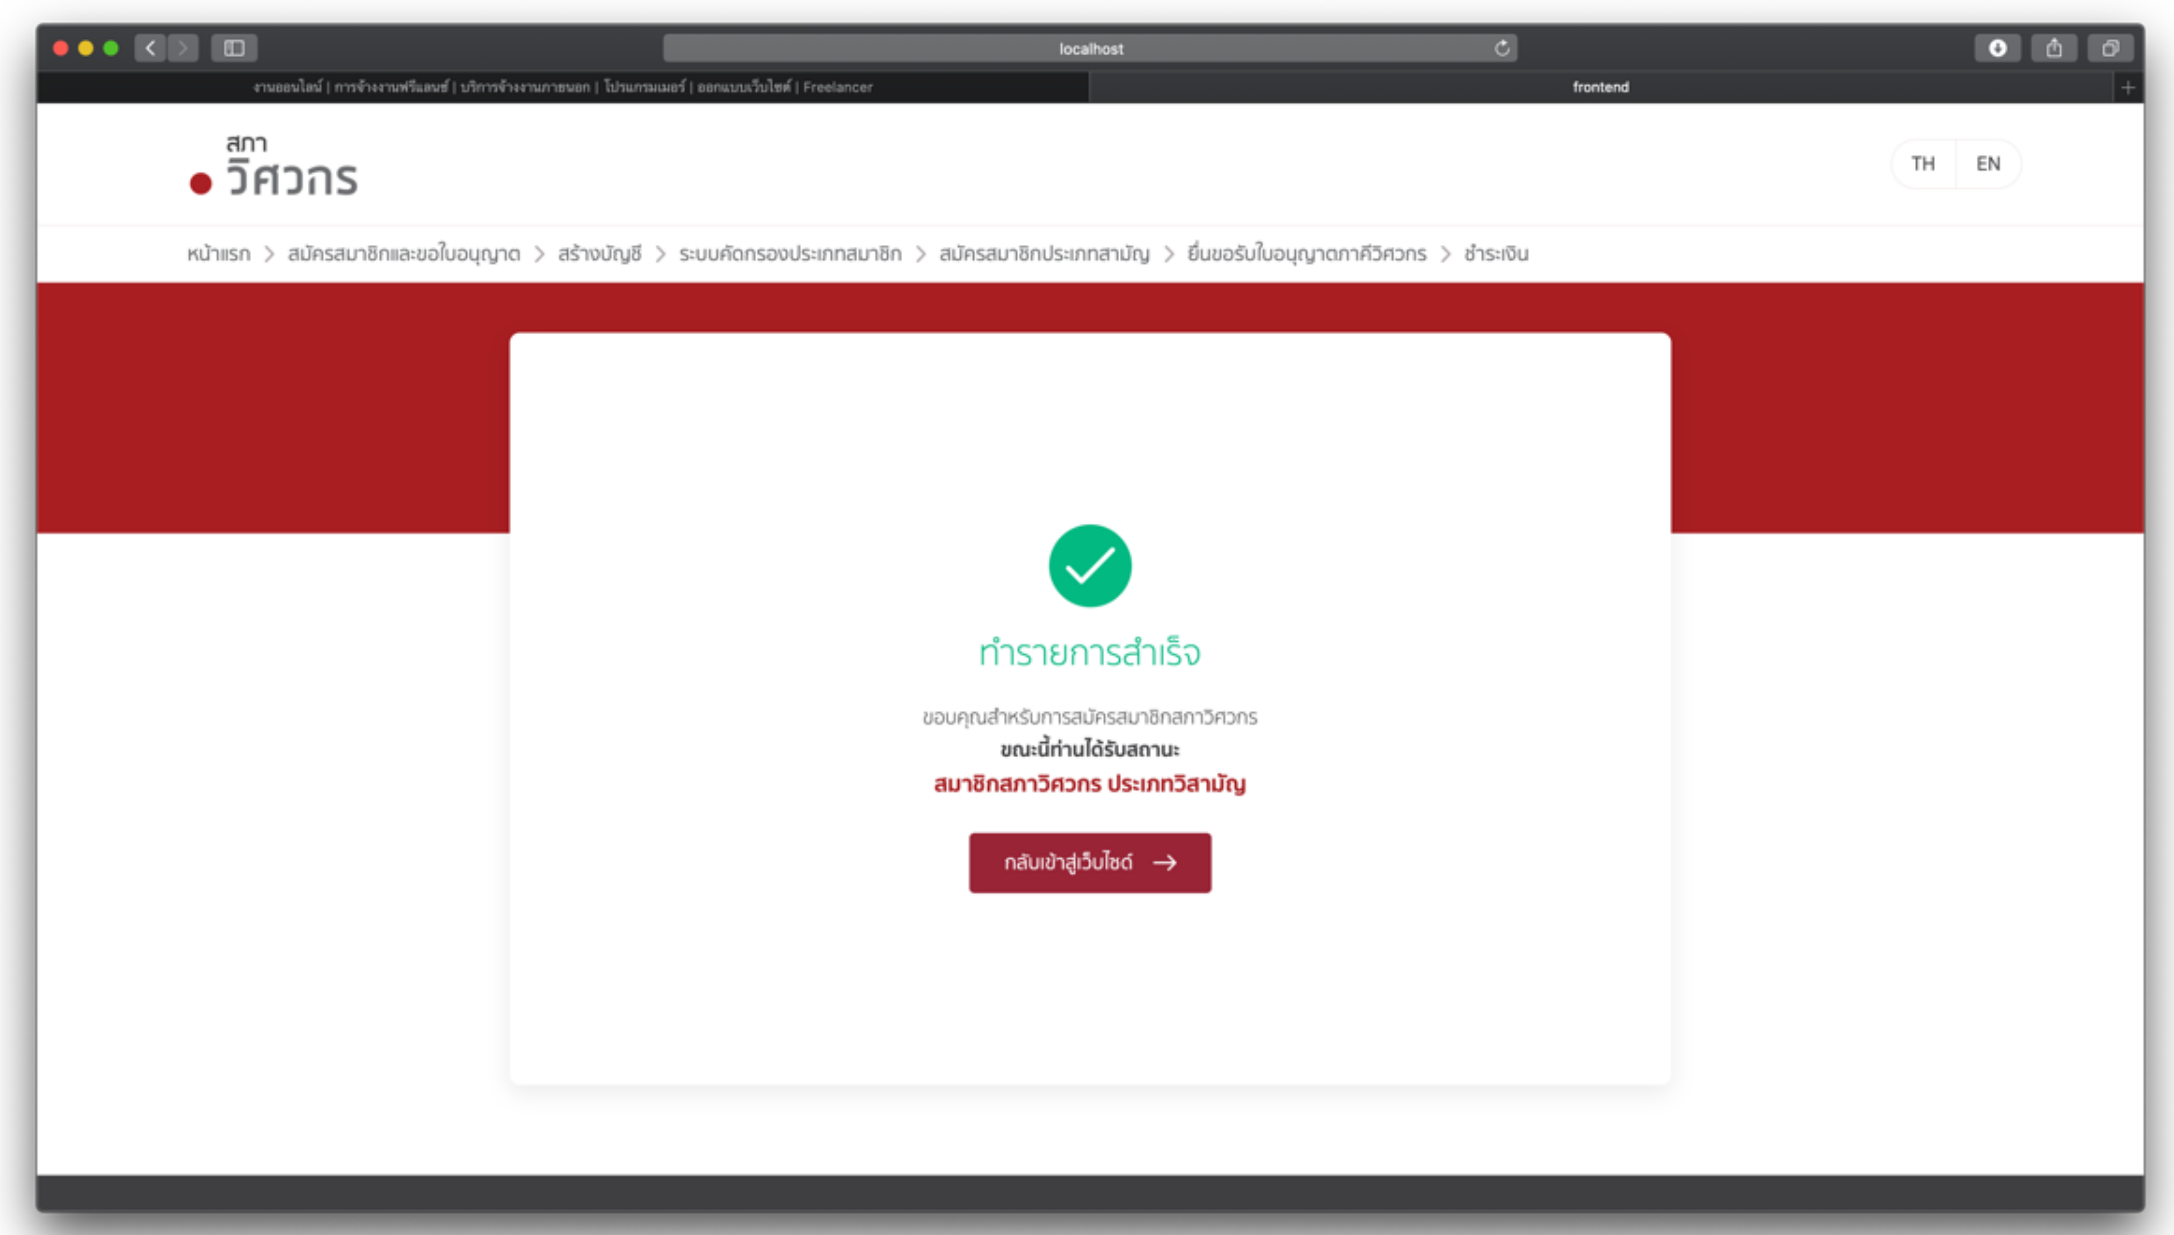 localhost
งานออนไลน์ | การจ้างงานฟรีแลนซ์ | บริการจ้างงานภายนอก | โปรแกรมเมอร์ | ออกแบบเว็บไซต์ | Freelancer
frontend
สภา
วิศวกร
TH EN
หน้าแรก > สมัครสมาชิกและขอใบอนุญาต > สร้างบัญชี > ระบบคัดกรองประเภทสมาชิก > สมัครสมาชิกประเภทสามัญ > ยื่นขอรับใบอนุญาตภาคีวิศวกร > ชำระเงิน
ทำรายการสำเร็จ
ขอบคุณสำหรับการสมัครสมาชิกสภาวิศวกร
ขณะนี้ท่านได้รับสถานะ
สมาชิกสภาวิศวกร ประเภทวิสามัญ
กลับเข้าสู่เว็บไซต์ →